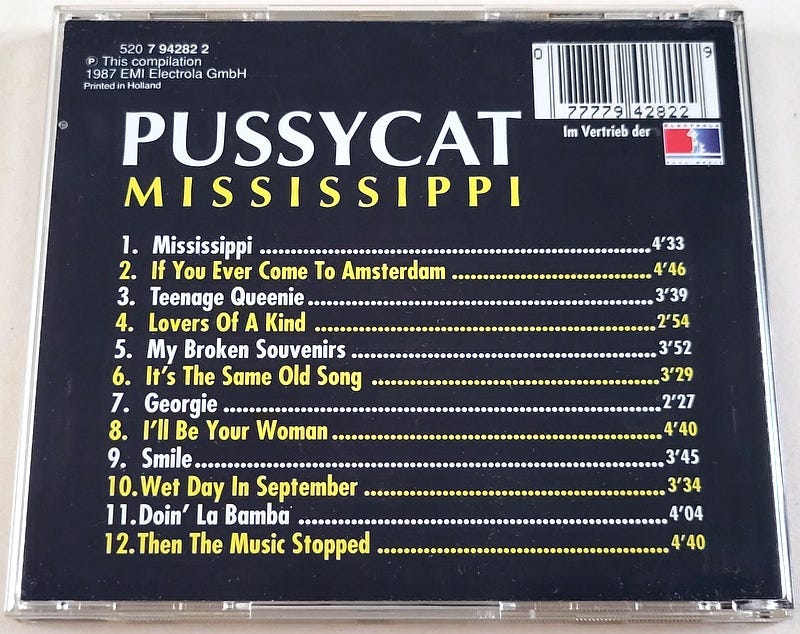 520 7 94282 2
℗ This compilation
1987 EMI Electrola GmbH
Printed in Holland
0 77779 42822 9
Im Vertrieb der
ELECTROLA
PUSSYCAT
MISSISSIPPI
1. Mississippi ........ 4'33
2. If You Ever Come To Amsterdam ........ 4'46
3. Teenage Queenie ........ 3'39
4. Lovers Of A Kind ........ 2'54
5. My Broken Souvenirs ........ 3'52
6. It's The Same Old Song ........ 3'29
7. Georgie ........ 2'27
8. I'll Be Your Woman ........ 4'40
9. Smile ........ 3'45
10. Wet Day In September ........ 3'34
11. Doin' La Bamba ........ 4'04
12. Then The Music Stopped ........ 4'40